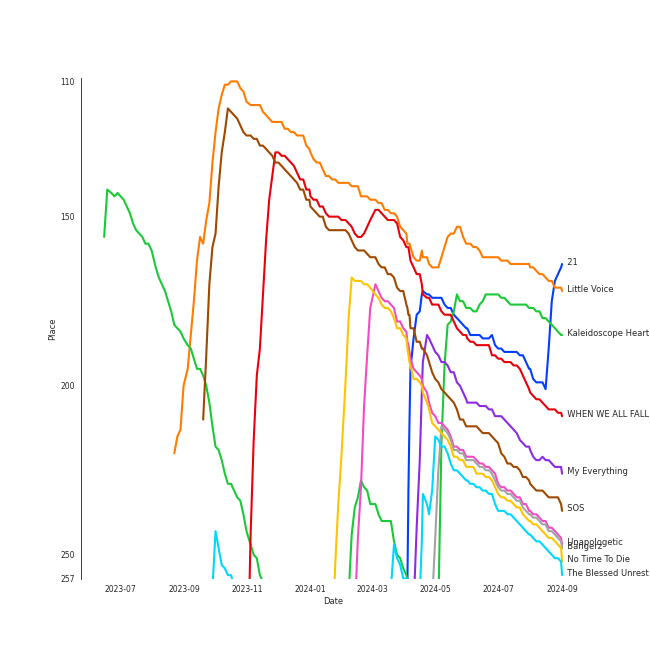 110
150
200
250
257
Place
2023-07
2023-09
2023-11
2024-01
2024-03
2024-05
2024-07
2024-09
Date
21
Little Voice
Kaleidoscope Heart
WHEN WE ALL FALL
My Everything
SOS
Unapologetic
Bangerz
No Time To Die
The Blessed Unrest